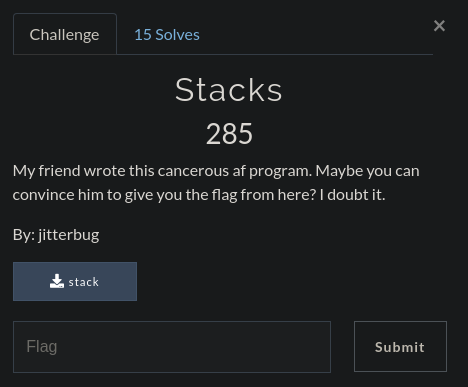 Challenge
15 Solves
×
Stacks
285
My friend wrote this cancerous af program. Maybe you can
convince him to give you the flag from here? I doubt it.
By: jitterbug
stack
Flag
Submit